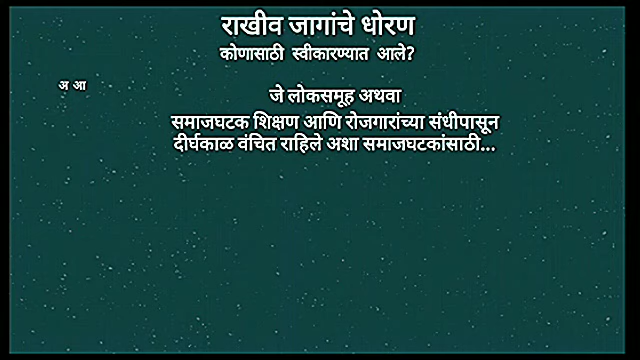 राखीव जागांचे धोरण
कोणासाठी स्वीकारण्यात आले?
अ आ
जे लोकसमूह अथवा
समाजघटक शिक्षण आणि रोजगारांच्या संधीपासून
दीर्घकाळ वंचित राहिले अशा समाजघटकांसाठी...